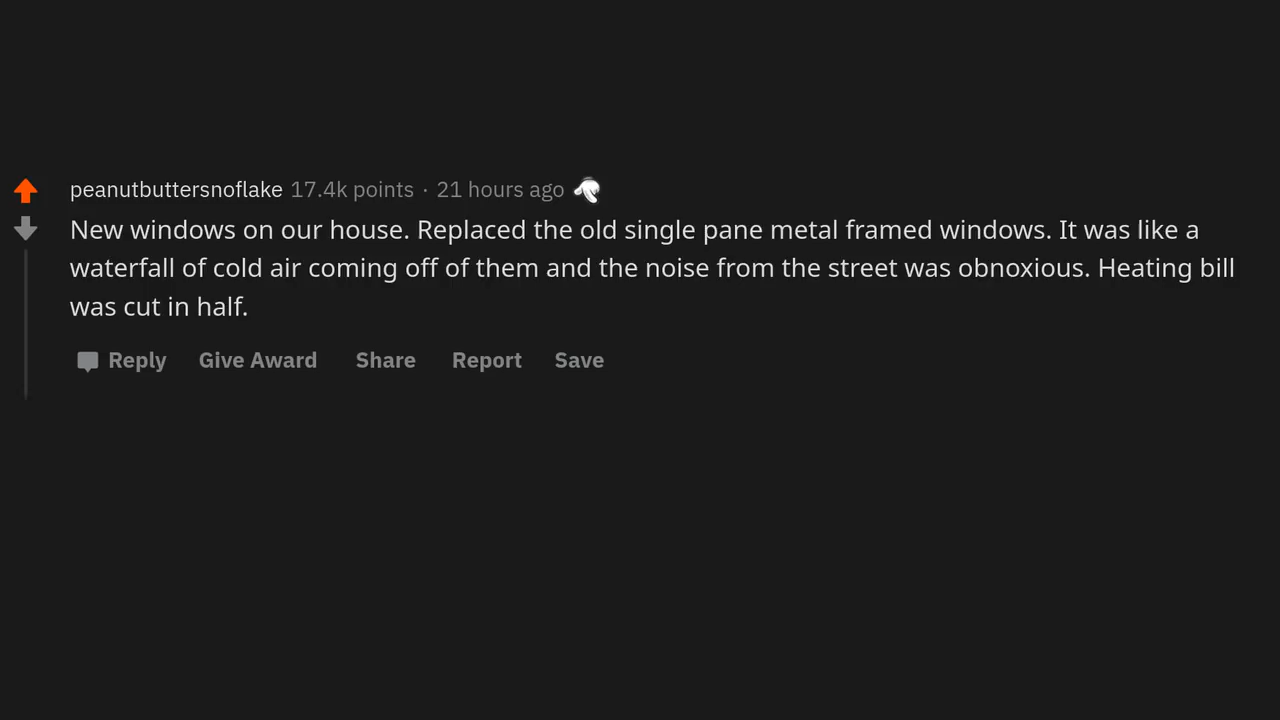 peanutbuttersnoflake 17.4k points · 21 hours ago
New windows on our house. Replaced the old single pane metal framed windows. It was like a
waterfall of cold air coming off of them and the noise from the street was obnoxious. Heating bill
was cut in half.
Reply Give Award Share Report Save